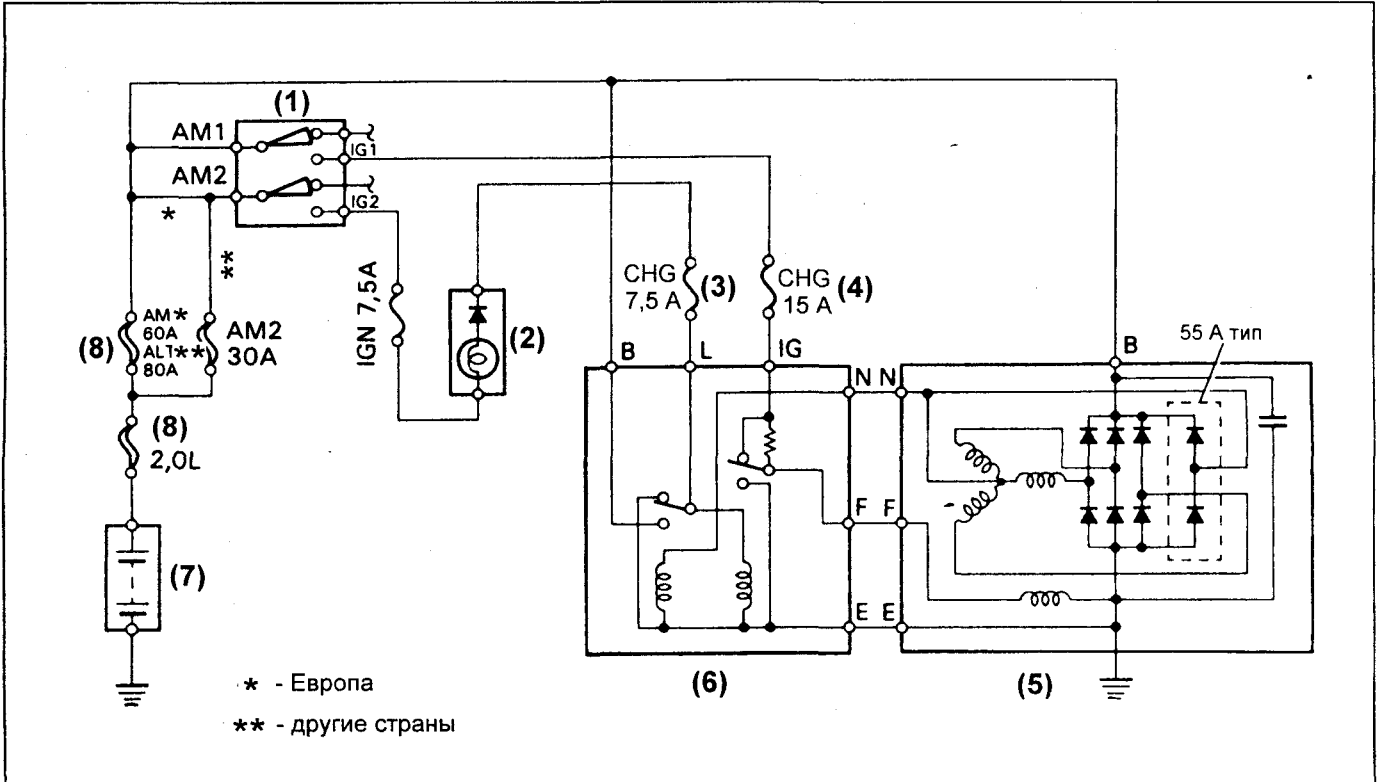 (1)
AM1
IG1
AM2
IG2
*
**
(8)
AM*
60A
ALT**
80A
AM2
30A
IGN 7,5A
(2)
CHG
7,5 A
(3)
CHG
15 A
(4)
(8)
2,0L
(7)
B
L
IG
B
55 А тип
N
N
F
F
E
E
(6)
(5)
* - Европа
** - другие страны